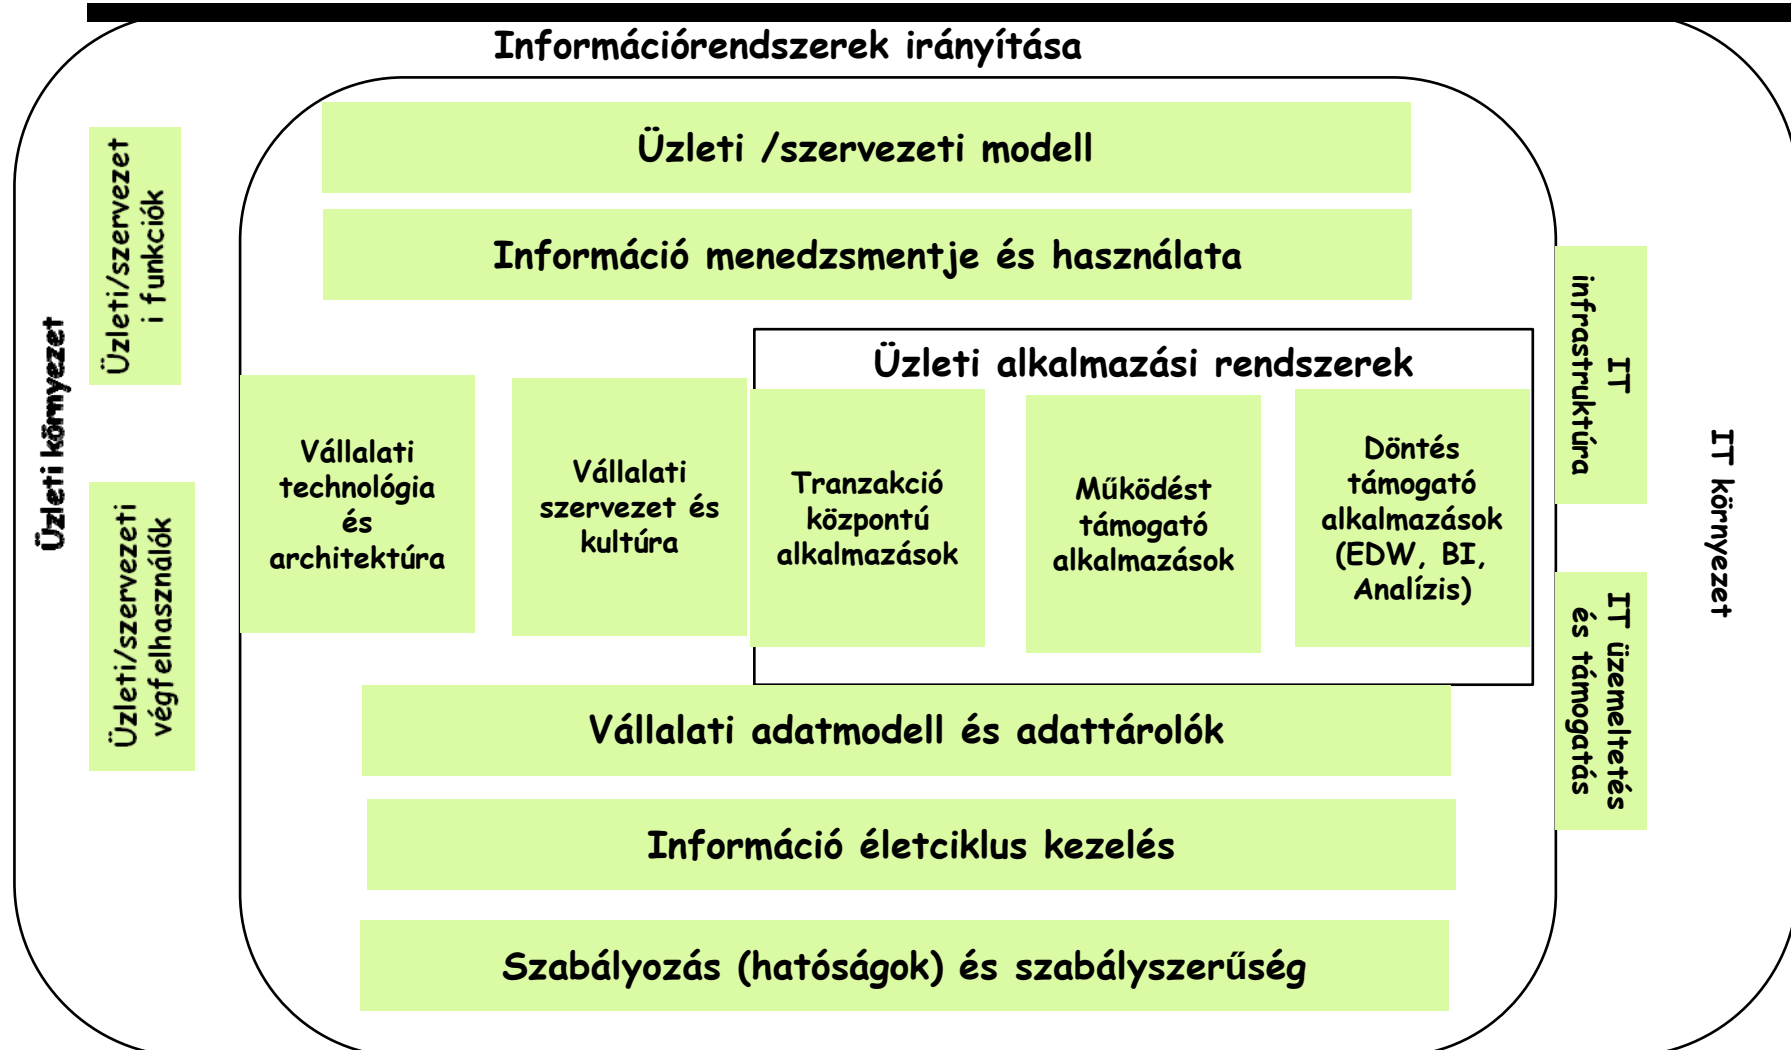 Információrendszerek irányítása
Üzleti /szervezeti modell
Információ menedzsmentje és használata
Üzleti környezet
Üzleti/szervezet
i funkciók
Üzleti/szervezeti
végfelhasználók
Vállalati
technológia
és
architektúra
Vállalati
szervezet és
kultúra
Üzleti alkalmazási rendszerek
Tranzakció
központú
alkalmazások
Működést
támogató
alkalmazások
Döntés
támogató
alkalmazások
(EDW, BI,
Analízis)
IT
infrastruktúra
IT üzemeltetés
és támogatás
IT környezet
Vállalati adatmodell és adattárolók
Információ életciklus kezelés
Szabályozás (hatóságok) és szabályszerűség